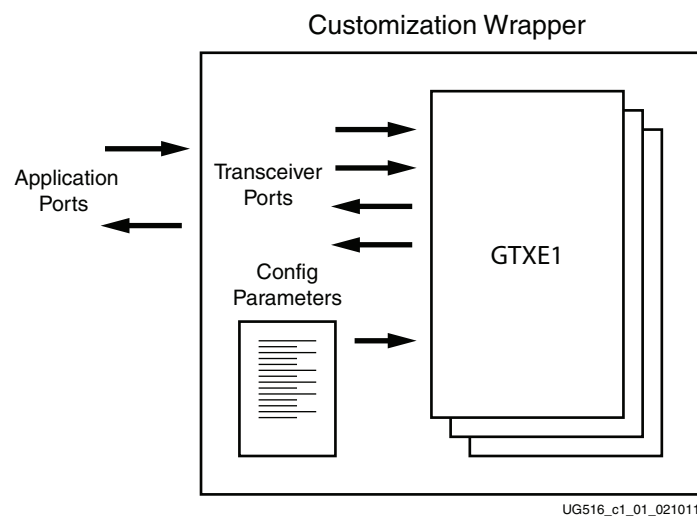 Customization Wrapper
Application
Ports
Transceiver
Ports
Config
Parameters
GTXE1
UG516_c1_01_021011